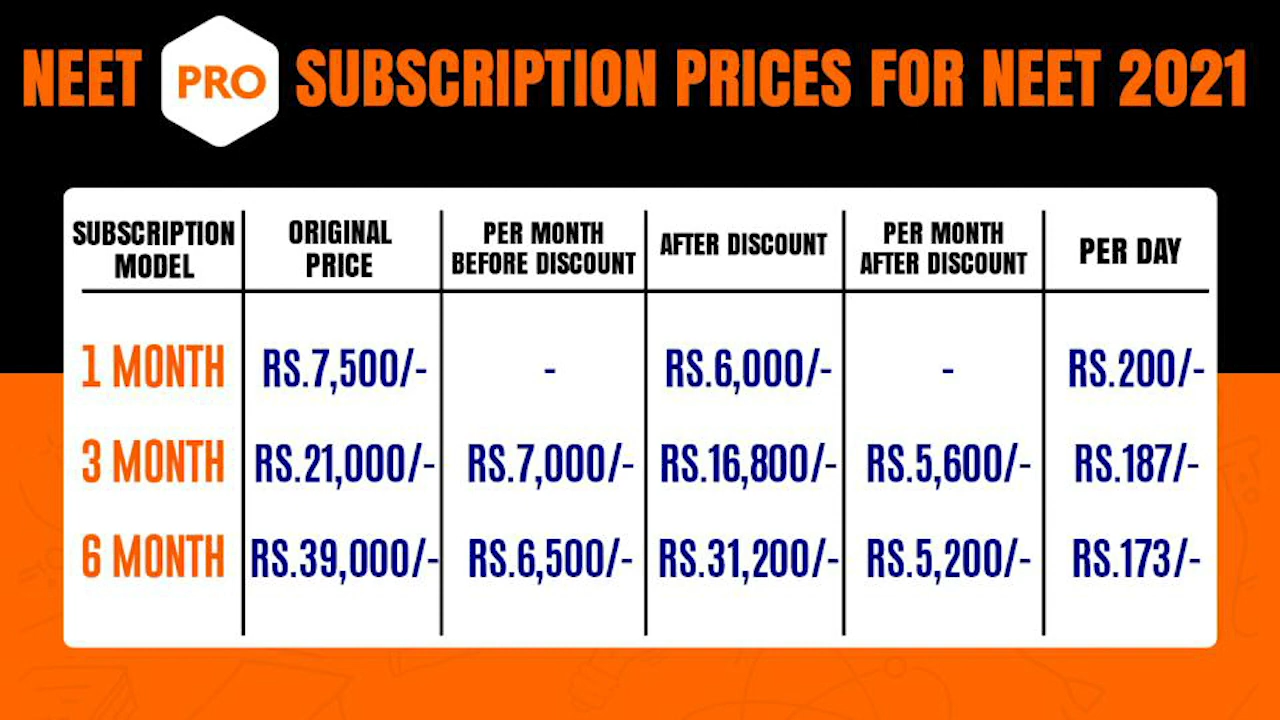 NEET PRO SUBSCRIPTION PRICES FOR NEET 2021
SUBSCRIPTION MODEL ORIGINAL PRICE PER MONTH BEFORE DISCOUNT AFTER DISCOUNT PER MONTH AFTER DISCOUNT PER DAY
1 MONTH RS.7,500/- - RS.6,000/- - RS.200/-
3 MONTH RS.21,000/- RS.7,000/- RS.16,800/- RS.5,600/- RS.187/-
6 MONTH RS.39,000/- RS.6,500/- RS.31,200/- RS.5,200/- RS.173/-